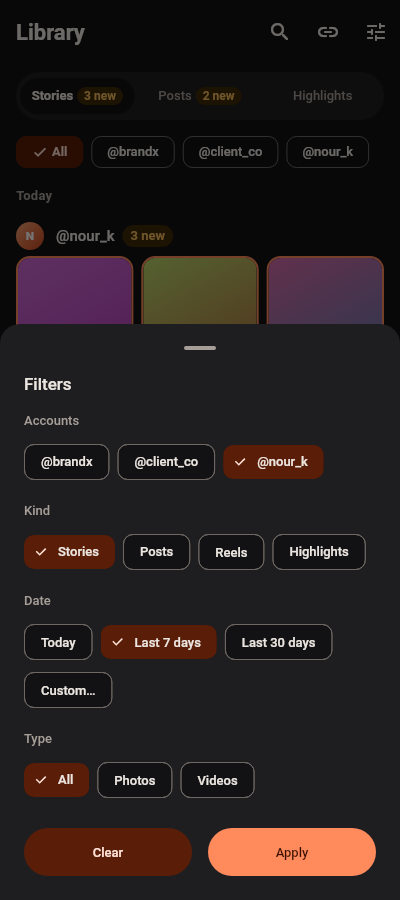 Library
Stories 3 new Posts 2 new Highlights
All @brandx @client_co @nour_k
Today
N @nour_k 3 new
Filters
Accounts
@brandx @client_co @nour_k
Kind
Stories Posts Reels Highlights
Date
Today Last 7 days Last 30 days
Custom...
Type
All Photos Videos
Clear Apply